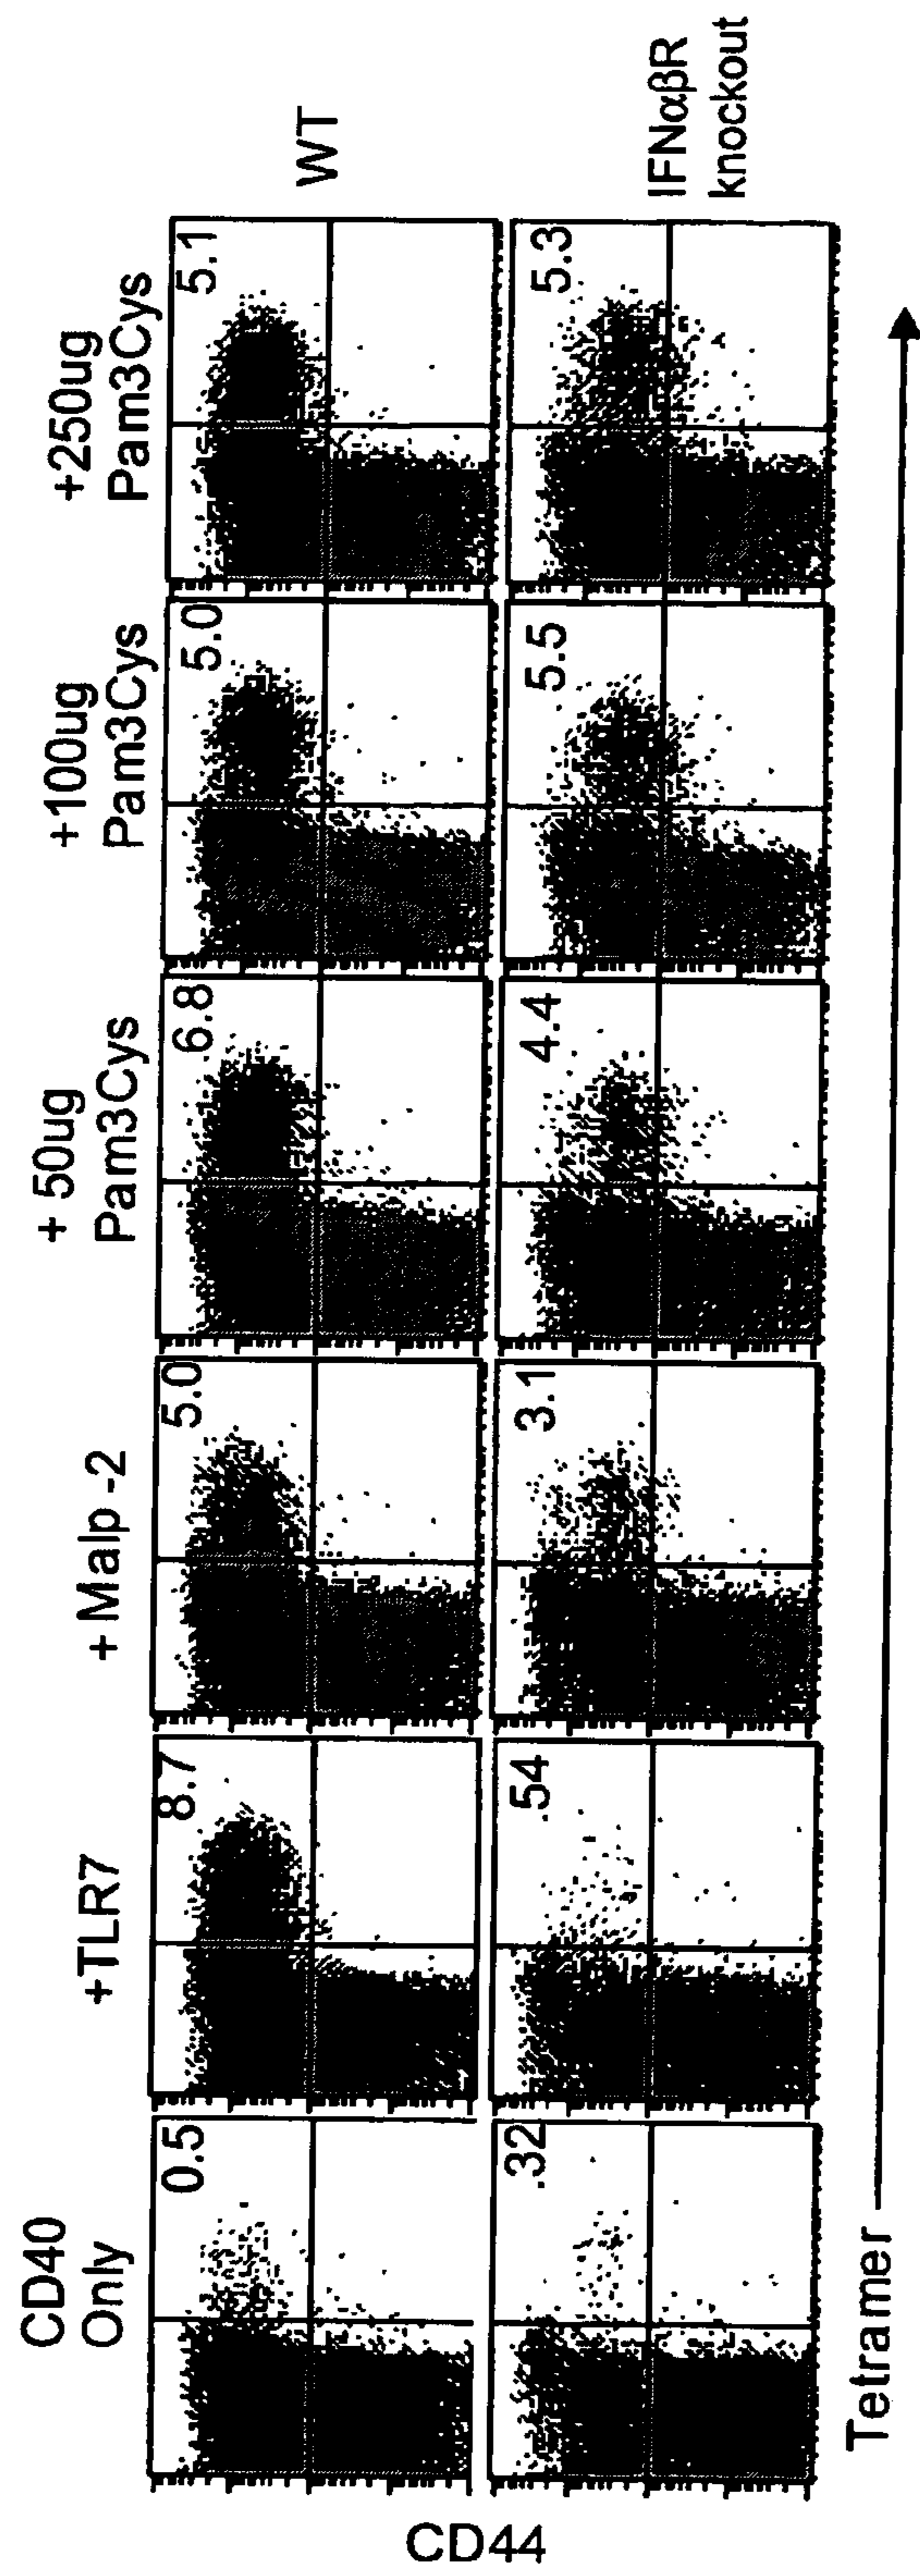 CD40
Only
+TLR7
+Malp -2
+ 50ug
Pam3Cys
+100ug
Pam3Cys
+250ug
Pam3Cys
0.5
8.7
5.0
6.8
5.0
5.1
WT
.32
.54
3.1
4.4
5.5
5.3
IFNαβR
knockout
CD44
Tetramer